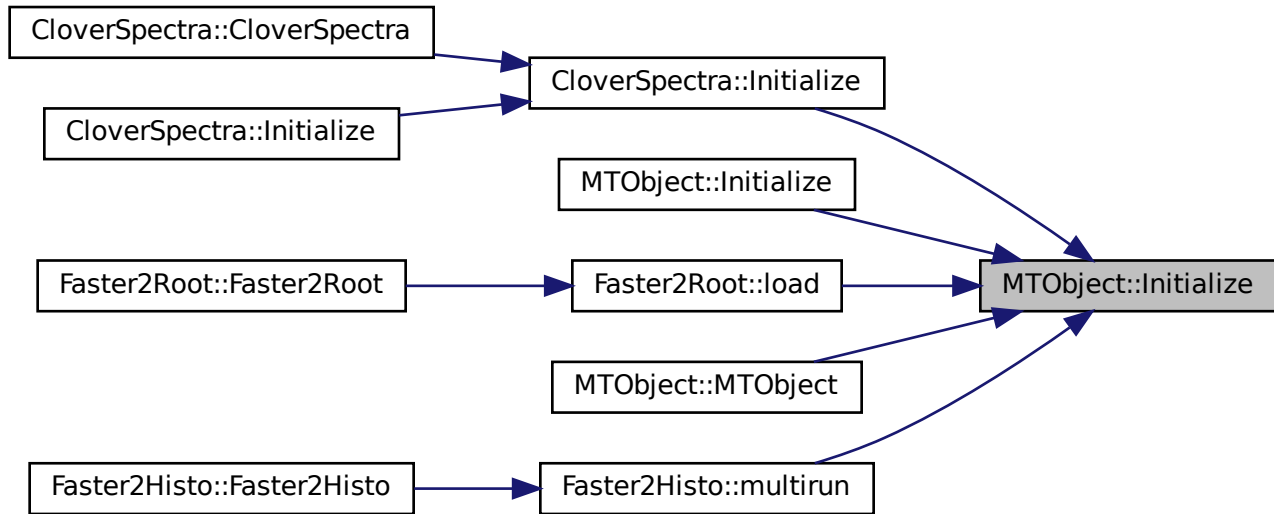 CloverSpectra::CloverSpectra
CloverSpectra::Initialize
CloverSpectra::Initialize
MTObject::Initialize
Faster2Root::Faster2Root
Faster2Root::load
MTObject::Initialize
MTObject::MTObject
Faster2Histo::Faster2Histo
Faster2Histo::multirun